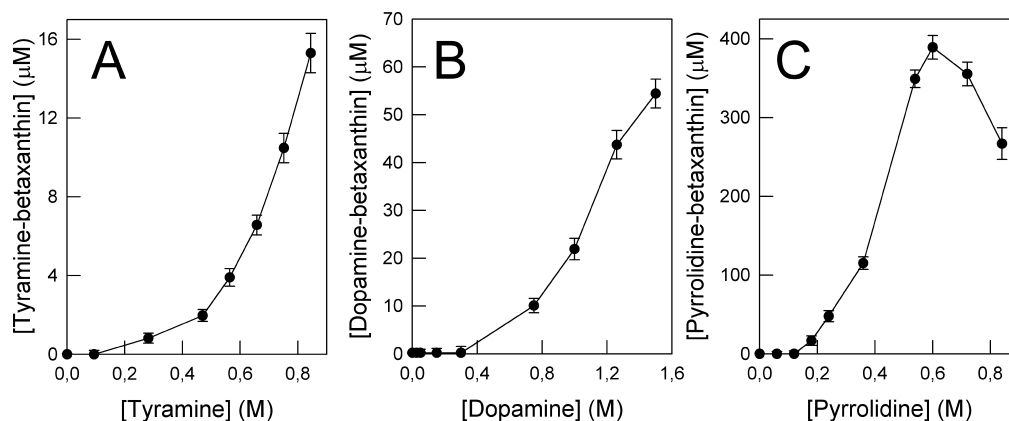 A
[Tyramine-betaxanthin] (μM)
16
12
8
4
0
0,0 0,2 0,4 0,6 0,8
[Tyramine] (M)
B
[Dopamine-betaxanthin] (μM)
70
60
50
40
30
20
10
0
0,0 0,4 0,8 1,2 1,6
[Dopamine] (M)
C
[Pyrrolidine-betaxanthin] (μM)
400
300
200
100
0
0,0 0,2 0,4 0,6 0,8
[Pyrrolidine] (M)